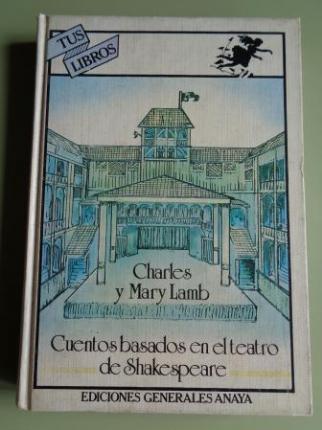 TUS
LIBROS
Charles
y Mary Lamb
Cuentos basados en el teatro
de Shakespeare
EDICIONES GENERALES ANAYA